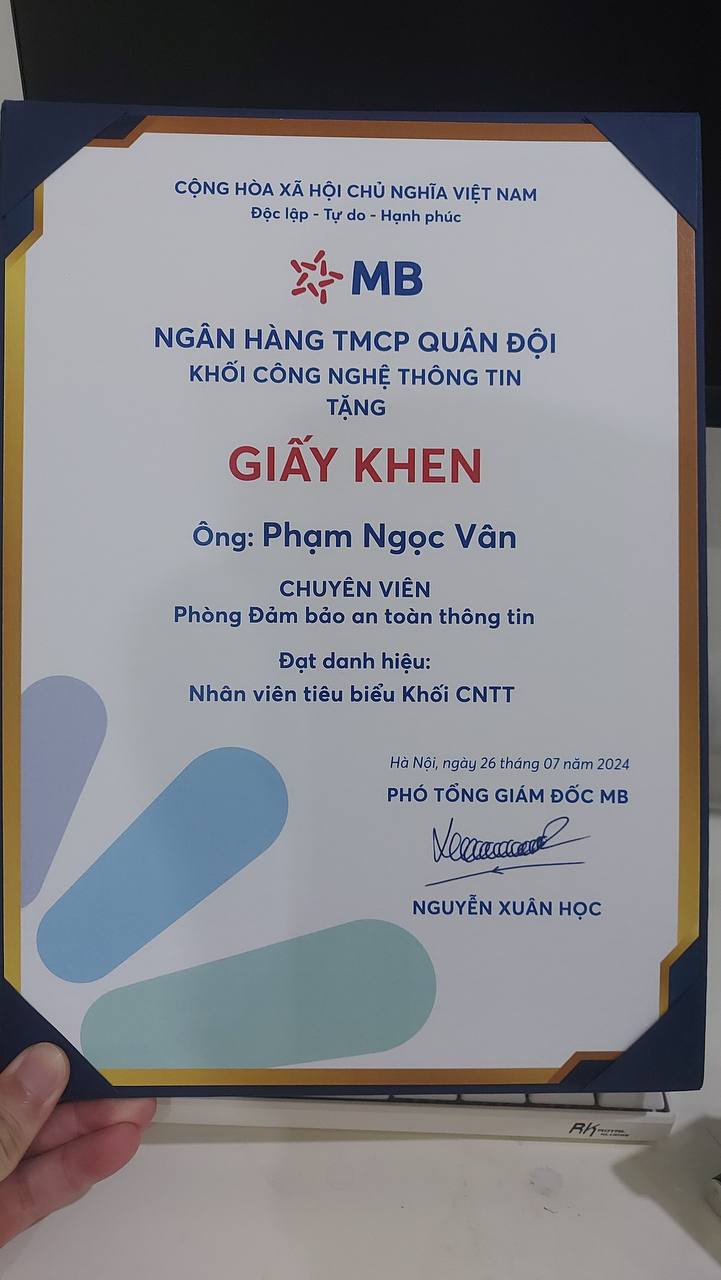 CỘNG HÒA XÃ HỘI CHỦ NGHĨA VIỆT NAM
Độc lập - Tự do - Hạnh phúc
MB
NGÂN HÀNG TMCP QUÂN ĐỘI
KHỐI CÔNG NGHỆ THÔNG TIN
TẶNG
GIẤY KHEN
Ông: Phạm Ngọc Vân
CHUYÊN VIÊN
Phòng Đảm bảo an toàn thông tin
Đạt danh hiệu:
Nhân viên tiêu biểu Khối CNTT
Hà Nội, ngày 26 tháng 07 năm 2024
PHÓ TỔNG GIÁM ĐỐC MB
NGUYỄN XUÂN HỌC
RK ROYAL KLUDGE